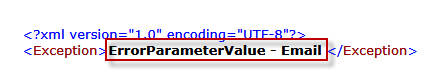 <?xml version="1.0" encoding="UTF-8"?>
<Exception>ErrorParameterValue - Email </Exception>